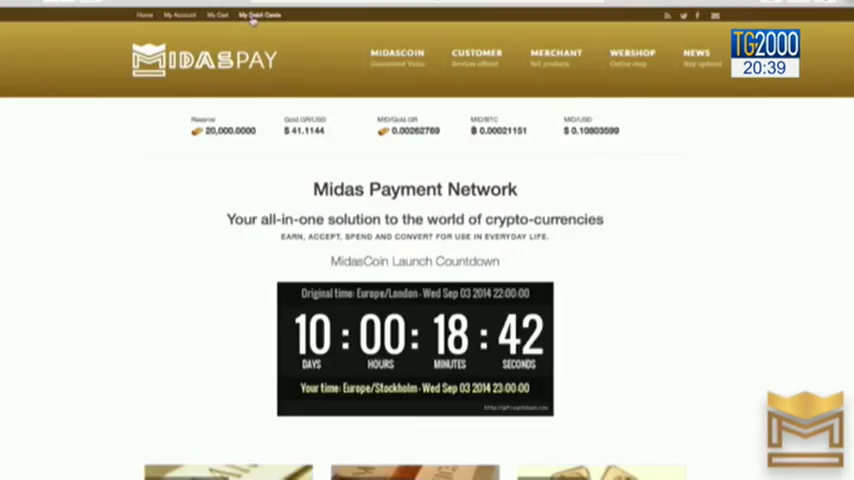 Home My Account My Cart My Debit Cards
MIDASPAY
MIDASCOIN CUSTOMER MERCHANT WEBSHOP NEWS
Guaranteed Value Services offered Sell products Online shop Stay updated
TG2000
20:39
Reserve Gold.GR/USD MID/Gold.GR MID/BTC MID/USD
20,000.0000 $ 41.1144 0.00262769 0.00021151 $ 0.10803599
Midas Payment Network
Your all-in-one solution to the world of crypto-currencies
EARN, ACCEPT, SPEND AND CONVERT FOR USE IN EVERYDAY LIFE.
MidasCoin Launch Countdown
Original time: Europe/London - Wed Sep 03 2014 22:00:00
10 : 00 : 18 : 42
DAYS HOURS MINUTES SECONDS
Your time: Europe/Stockholm - Wed Sep 03 2014 23:00:00